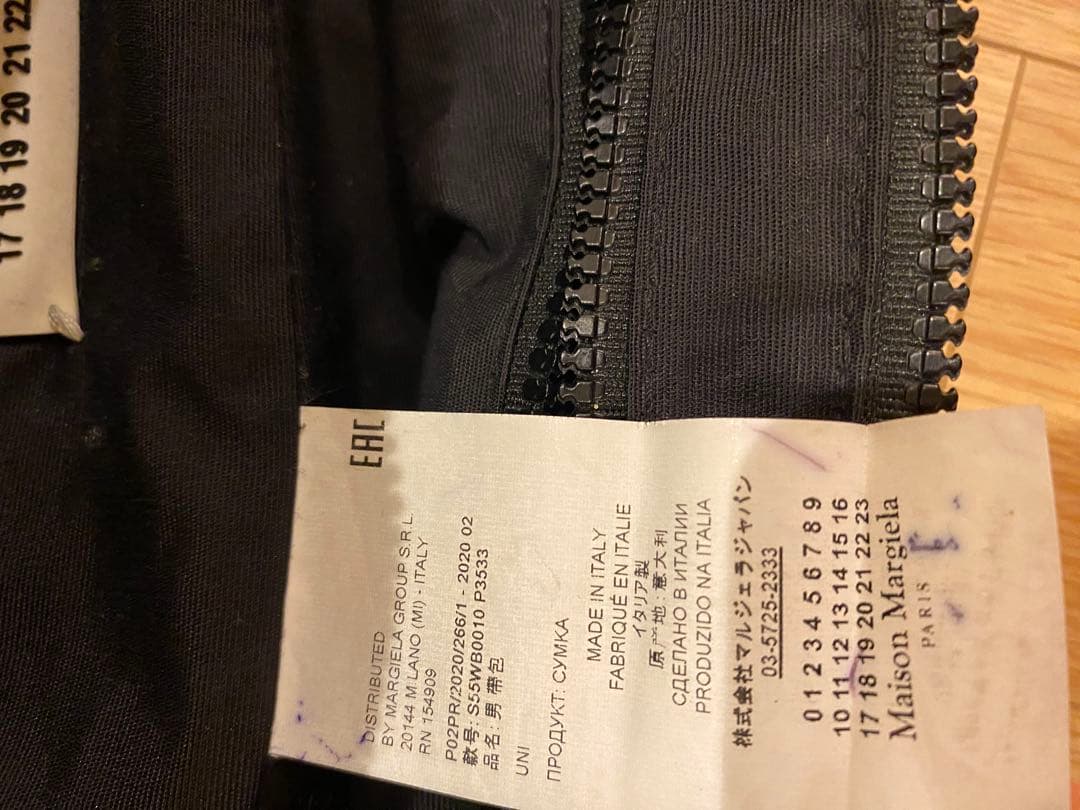 17 18 19 20 21 22
EAC
DISTRIBUTED
BY MARGIELA GROUP S.R.L.
20144 MILANO (MI) - ITALY
RN 154909
P02PR/2020/266/1 - 2020 02
款号: S55WB0010 P3533
品名: 男 帶包
UNI
ПРОДУКТ: СУМКА
MADE IN ITALY
FABRIQUÉ EN ITALIE
イタリア製
原产地: 意大利
СДЕЛАНО В ИТАЛИИ
PRODUZIDO NA ITALIA
株式会社マルジェラジャパン
03-5725-2333
0 1 2 3 4 5 6 7 8 9
10 11 12 13 14 15 16
17 18 19 20 21 22 23
Maison Margiela
PARIS